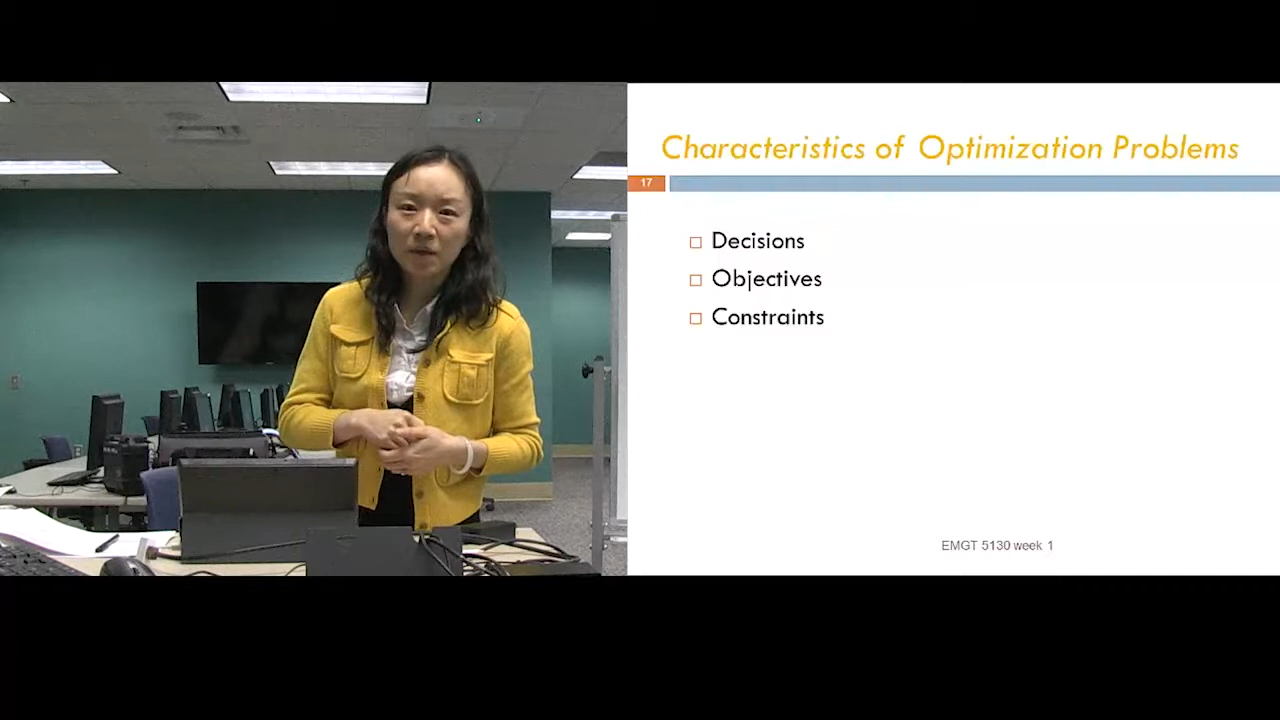 Characteristics of Optimization Problems
17
Decisions
Objectives
Constraints
EMGT 5130 week 1